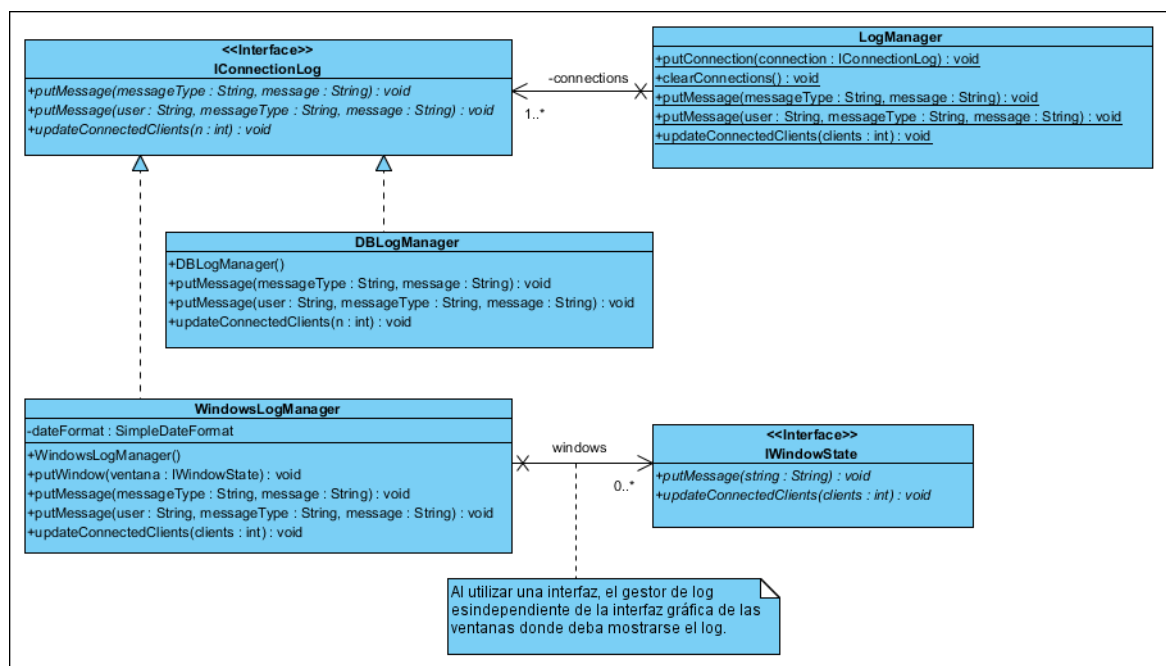 <<Interface>>
IConnectionLog
+putMessage(messageType : String, message : String) : void
+putMessage(user : String, messageType : String, message : String) : void
+updateConnectedClients(n : int) : void
-connections
1..*
LogManager
+putConnection(connection : IConnectionLog) : void
+clearConnections() : void
+putMessage(messageType : String, message : String) : void
+putMessage(user : String, messageType : String, message : String) : void
+updateConnectedClients(clients : int) : void
DBLogManager
+DBLogManager()
+putMessage(messageType : String, message : String) : void
+putMessage(user : String, messageType : String, message : String) : void
+updateConnectedClients(n : int) : void
WindowsLogManager
-dateFormat : SimpleDateFormat
+WindowsLogManager()
+putWindow(ventana : IWindowState) : void
+putMessage(messageType : String, message : String) : void
+putMessage(user : String, messageType : String, message : String) : void
+updateConnectedClients(clients : int) : void
windows
0..*
<<Interface>>
IWindowState
+putMessage(string : String) : void
+updateConnectedClients(clients : int) : void
Al utilizar una interfaz, el gestor de log
esindependiente de la interfaz gráfica de las
ventanas donde deba mostrarse el log.